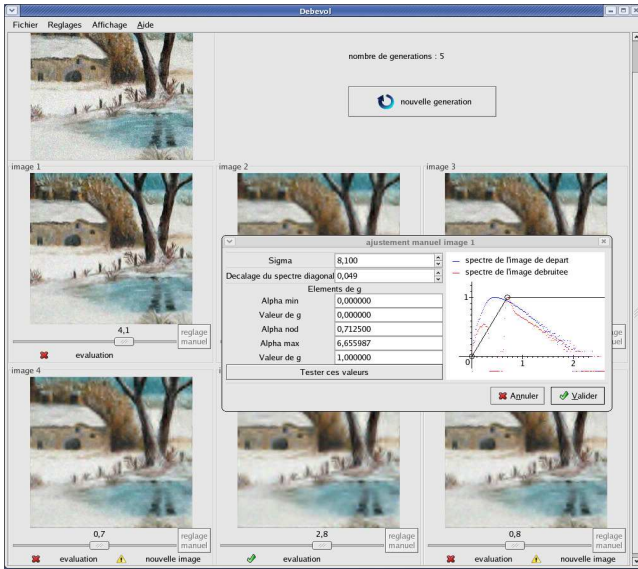 Debevol
Fichier Reglages Affichage Aide
nombre de generations : 5
nouvelle generation
image 1
image 2
image 3
ajustement manuel image 1
Sigma 8,100
Decalage du spectre diagonal 0,049
Elements de g
Alpha min 0,000000
Valeur de g 0,000000
Alpha nod 0,712500
Alpha max 6,655987
Valeur de g 1,000000
Tester ces valeurs
spectre de l'image de depart
spectre de l'image debruitee
1
0 1 2
Annuler Valider
4,1
reglage
manuel
evaluation
image 4
0,7
reglage
manuel
evaluation nouvelle image
2,8
reglage
manuel
evaluation
0,8
reglage
manuel
evaluation nouvelle image